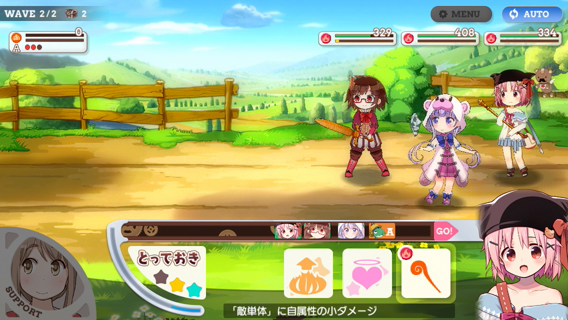 WAVE 2/2 2
MENU
AUTO
0
A
329
408
334
A
GO!
とっておき
SUPPORT
「敵単体」に自属性の小ダメージ